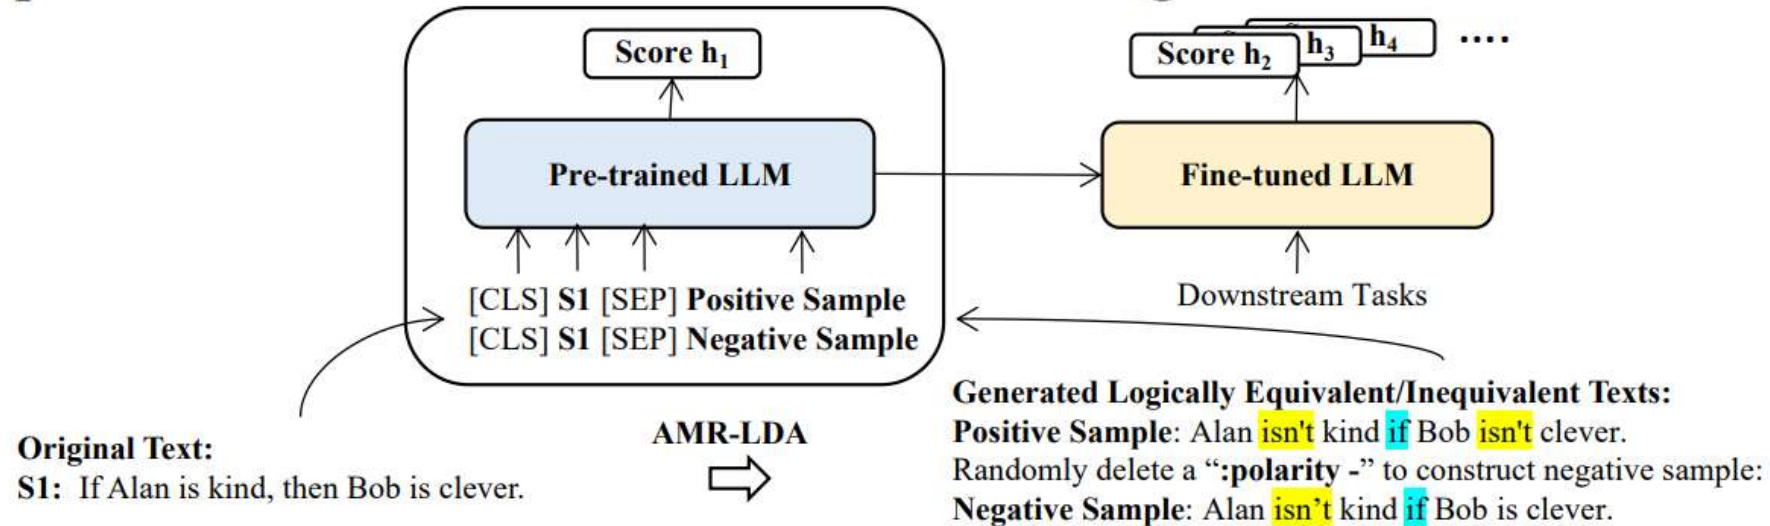 Score h₁
Score h₂
h₃
h₄
....
Pre-trained LLM
Fine-tuned LLM
[CLS] S1 [SEP] Positive Sample
[CLS] S1 [SEP] Negative Sample
Downstream Tasks
Original Text:
S1: If Alan is kind, then Bob is clever.
AMR-LDA
Generated Logically Equivalent/Inequivalent Texts:
Positive Sample: Alan isn't kind if Bob isn't clever.
Randomly delete a “:polarity -” to construct negative sample:
Negative Sample: Alan isn’t kind if Bob is clever.